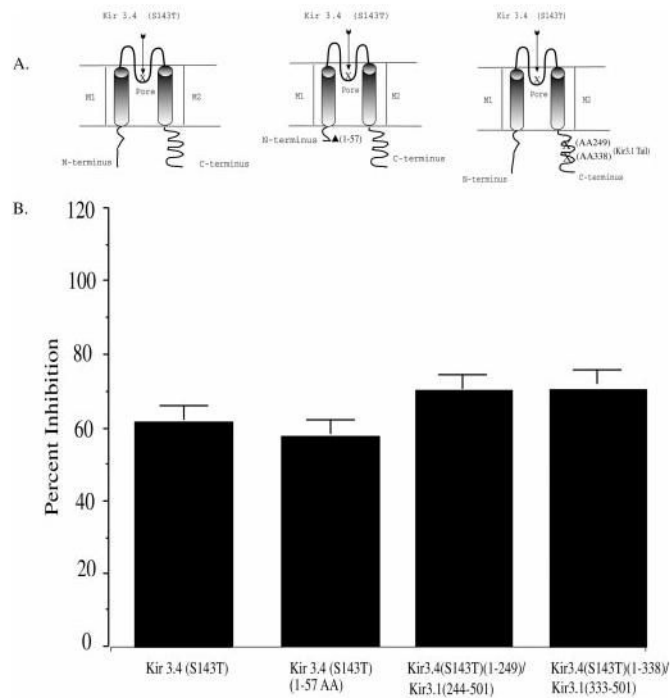 Kir 3.4 (S143T)
Kir 3.4 (S143T)
Kir 3.4 (S143T)
A.
M1
Pore
M2
N-terminus
C-terminus
M1
X
Pore
M2
N-terminus
▲(1-57)
C-terminus
M1
X
Pore
M2
(AA249)
(AA338)
(Kir3.1 Tail)
N-terminus
C-terminus
B.
Percent Inhibition
120
100
80
60
40
20
0
Kir 3.4 (S143T)
Kir 3.4 (S143T)
(1-57 AA)
Kir3.4(S143T)(1-249)/
Kir3.1(244-501)
Kir3.4(S143T)(1-338)/
Kir3.1(333-501)